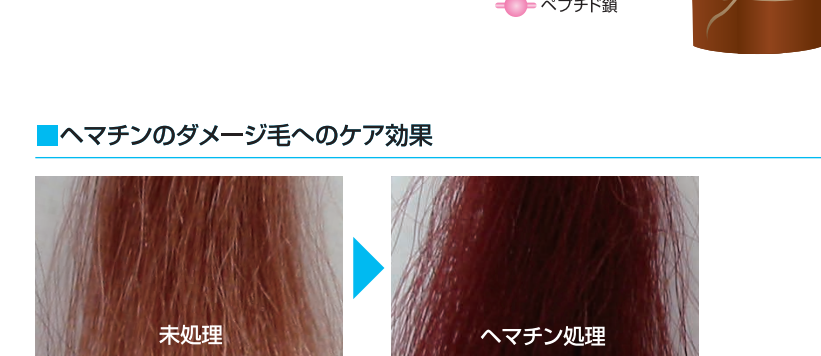 ペプチド鎖
■ヘマチンのダメージ毛へのケア効果
未処理
ヘマチン処理